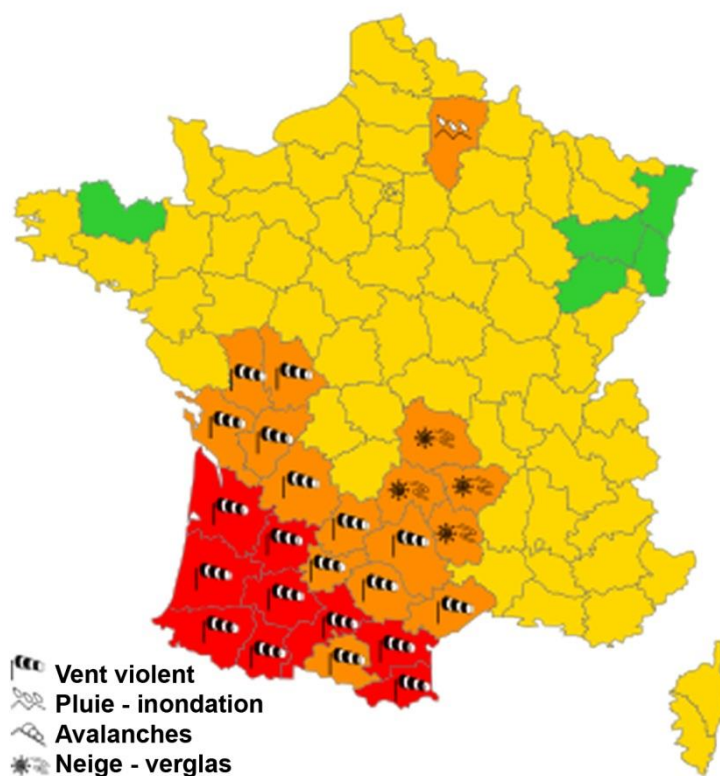 Vent violent
Pluie - inondation
Avalanches
Neige - verglas